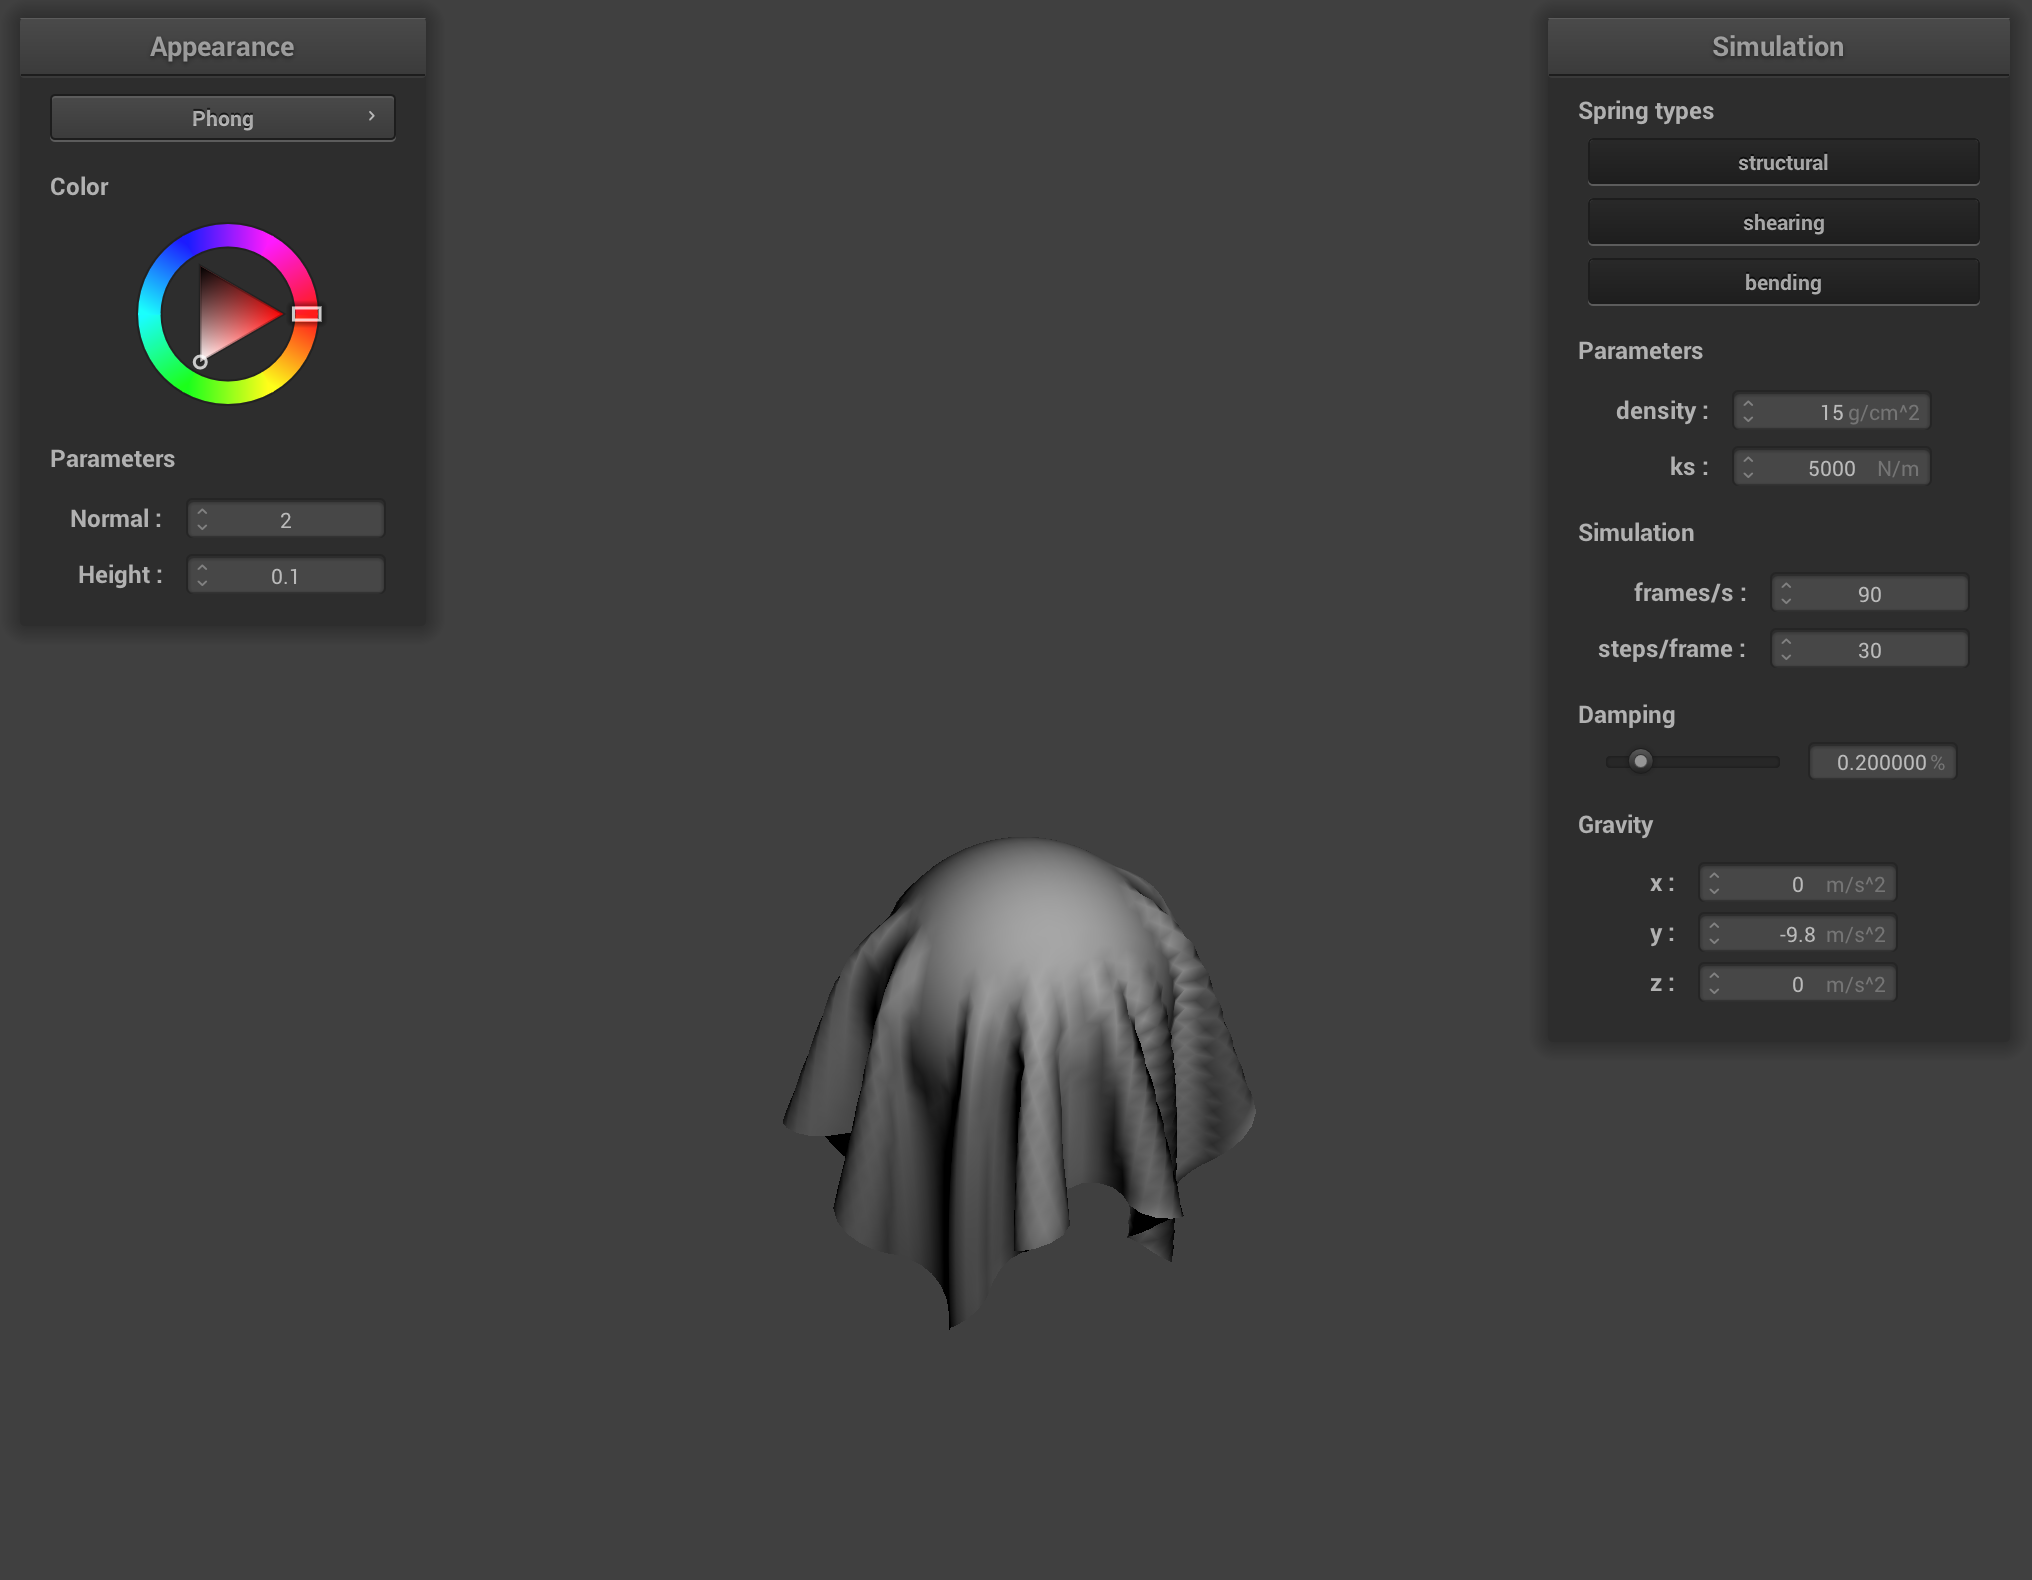 Appearance
Phong
Color
Parameters
Normal : 2
Height : 0.1
Simulation
Spring types
structural
shearing
bending
Parameters
density : 15 g/cm^2
ks : 5000 N/m
Simulation
frames/s : 90
steps/frame : 30
Damping
0.200000 %
Gravity
x : 0 m/s^2
y : -9.8 m/s^2
z : 0 m/s^2